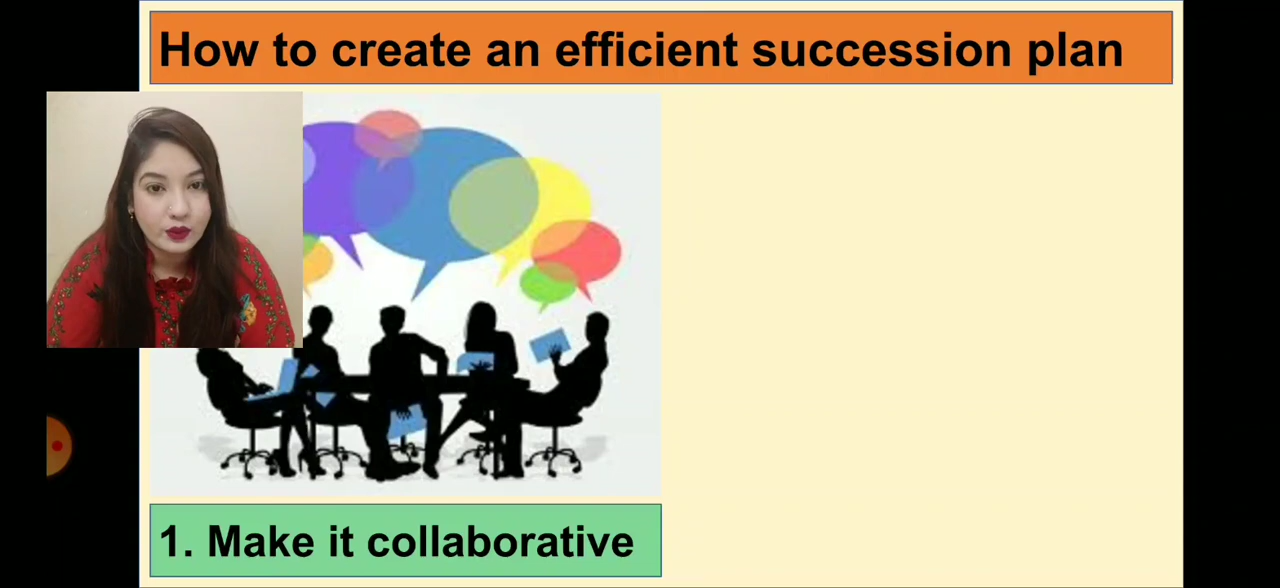 How to create an efficient succession plan
1. Make it collaborative